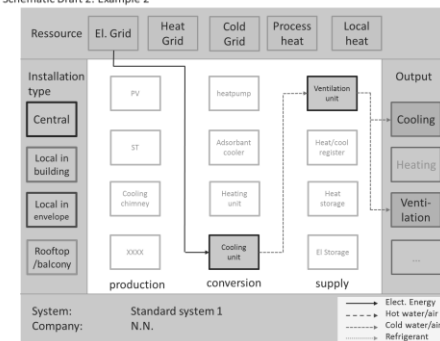 Schematic Draft 2: Example 2
Ressource
El. Grid
Heat
Grid
Cold
Grid
Process
heat
Local
heat
Installation
type
Central
Local in
building
Local in
envelope
Rooftop
/balcony
PV
ST
Cooling
chimney
XXXX
production
heatpump
Adsorbant
cooler
Heating
unit
Cooling
unit
conversion
Ventilation
unit
Heat/cool
register
Heat
storage
El Storage
supply
Output
Cooling
Heating
Venti-
lation
...
System: Standard system 1
Company: N.N.
Elect. Energy
Hot water/air
Cold water/air
Refrigerant